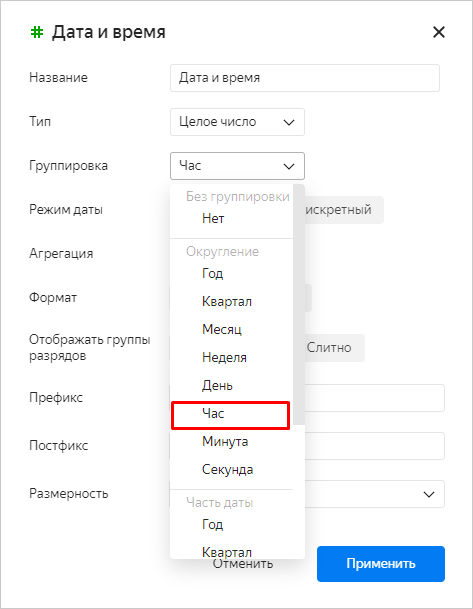 Дата и время
Название
Дата и время
Тип
Целое число
Группировка
Час
Без группировки
Режим даты
Нет
искретный
Округление
Агрегация
Год
Формат
Квартал
Месяц
Отображать группы
разрядов
Слитно
Неделя
День
Префикс
Час
Постфикс
Минута
Секунда
Размерность
Часть даты
Год
Квартал
Отменить
Применить